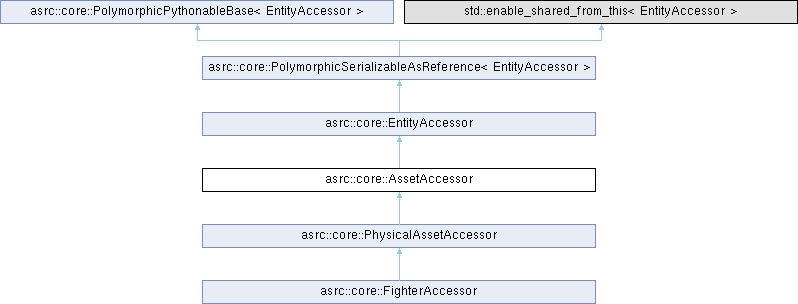 asrc::core::PolymorphicPythonableBase< EntityAccessor >
std::enable_shared_from_this< EntityAccessor >
asrc::core::PolymorphicSerializableAsReference< EntityAccessor >
asrc::core::EntityAccessor
asrc::core::AssetAccessor
asrc::core::PhysicalAssetAccessor
asrc::core::FighterAccessor